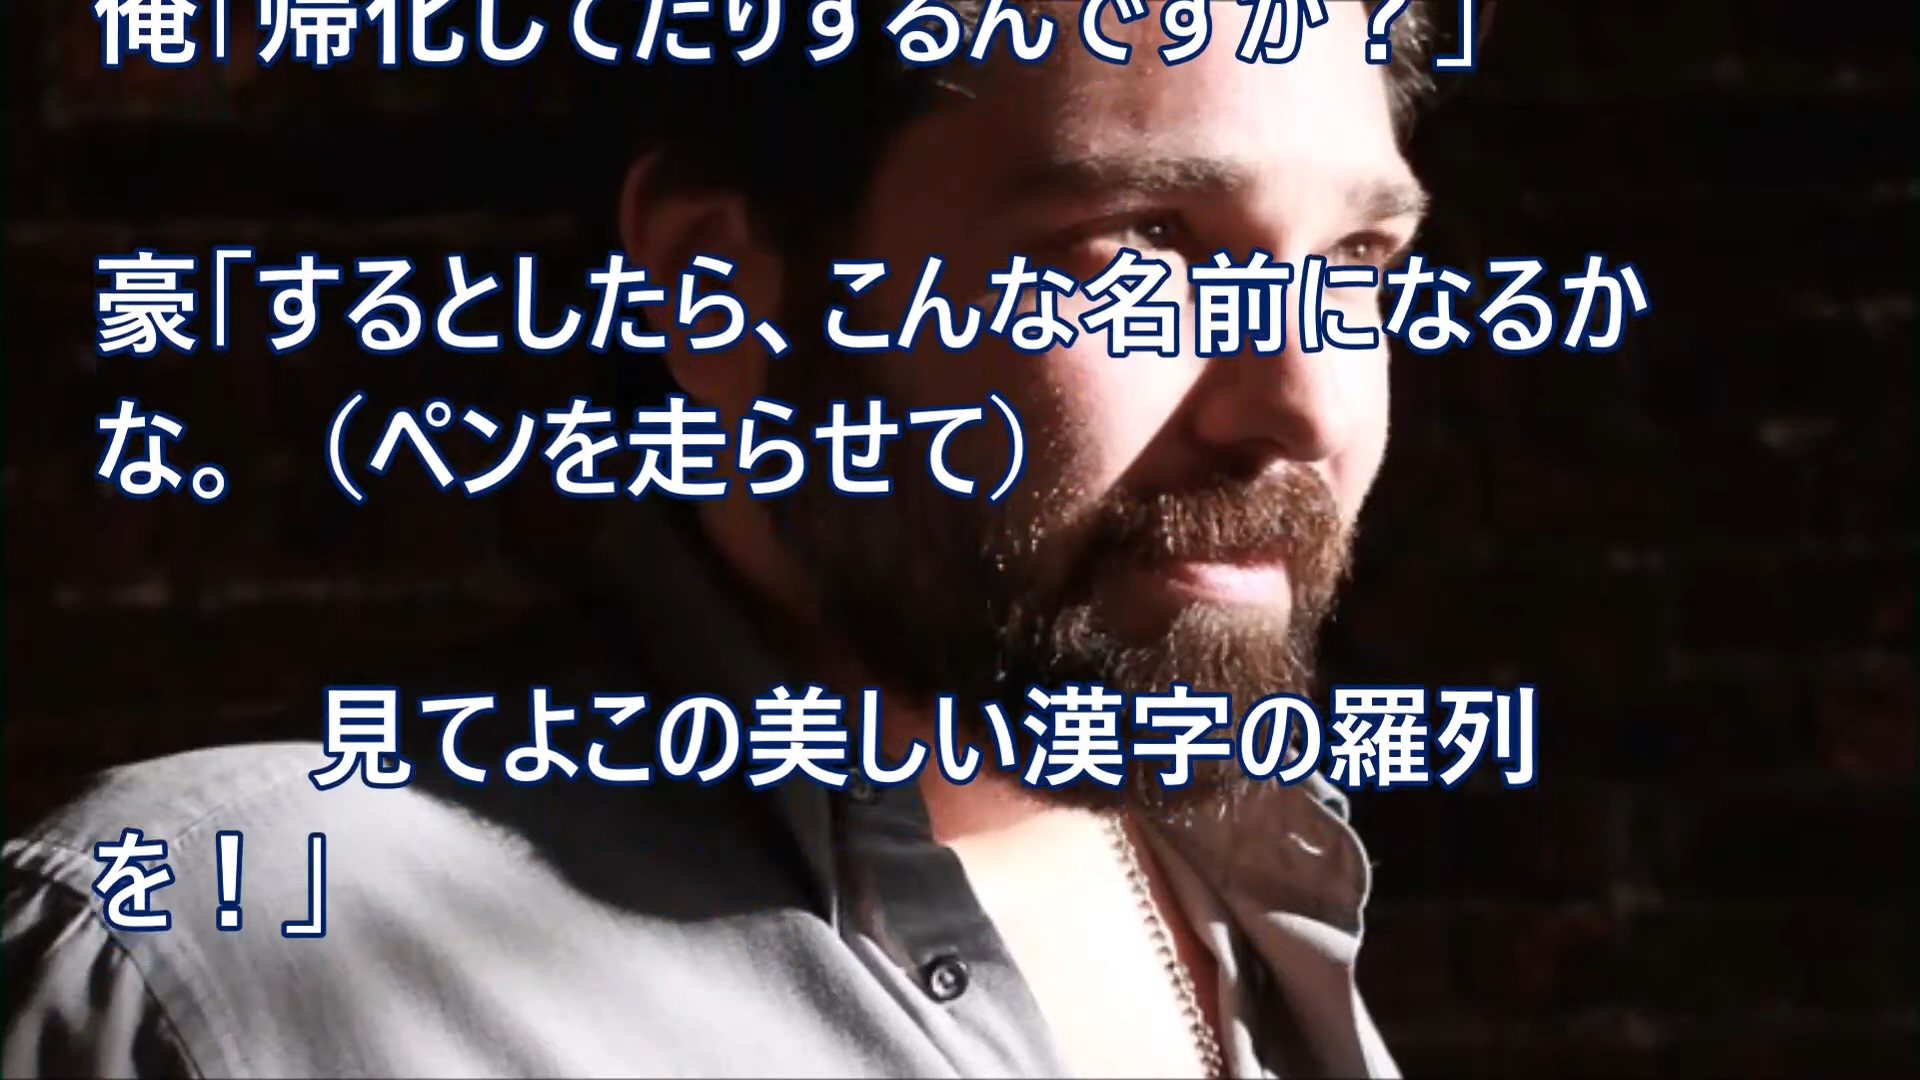 俺「帰化してたりするんですか？」
豪「するとしたら、こんな名前になるか
な。　（ペンを走らせて）
見てよこの美しい漢字の羅列
を！」